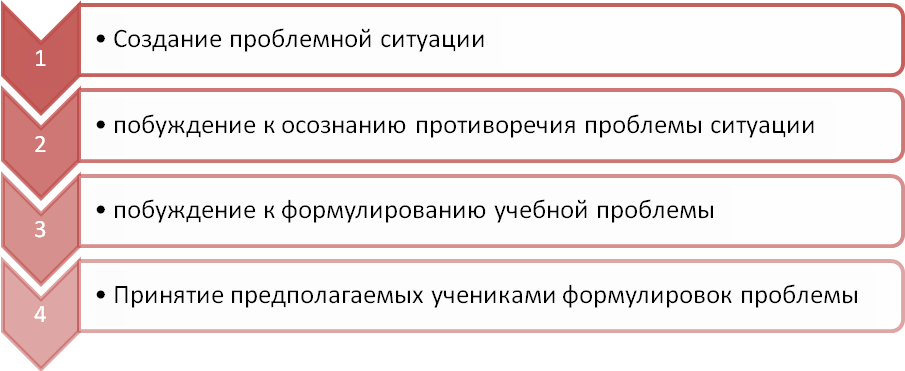 1
• Создание проблемной ситуации
2
• побуждение к осознанию противоречия проблемы ситуации
3
• побуждение к формулированию учебной проблемы
4
• Принятие предполагаемых учениками формулировок проблемы